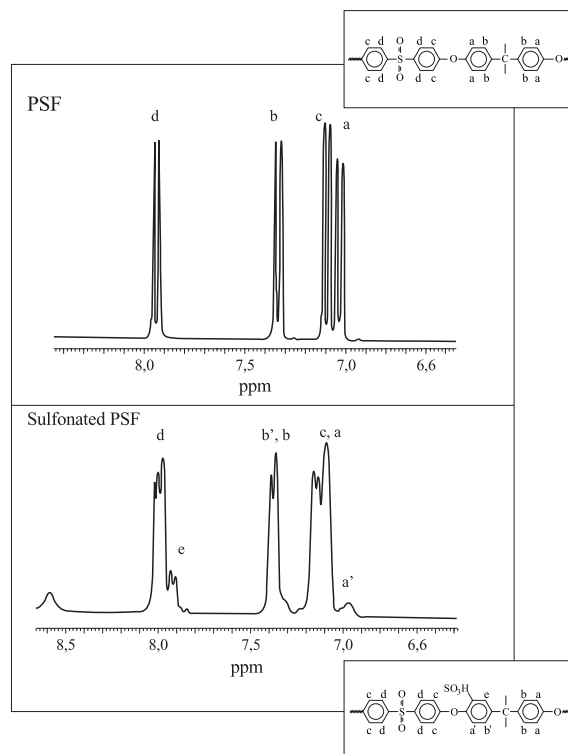 c d O d c a b b a
S O C O
c d O d c a b b a
PSF
d b c a
8,0 7,5 7,0 6,6
ppm
Sulfonated PSF
d b’, b c, a
e
a’
8,5 8,0 7,5 7,0 6,5
ppm
SO3H
c d O d c e b a
S O C O
c d O d c a' b' b a